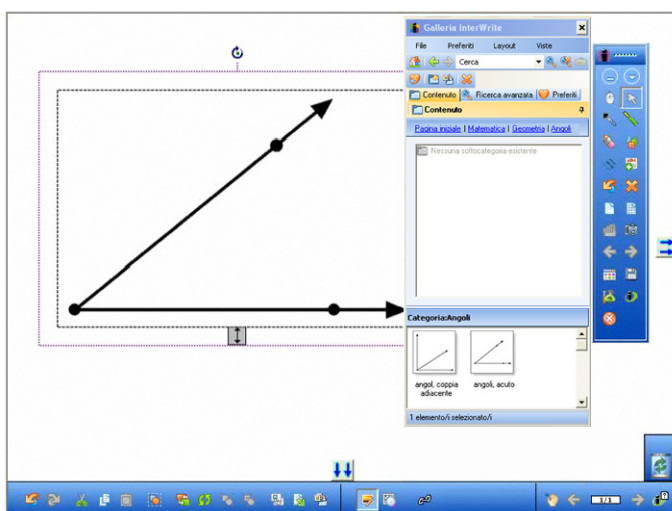 Galleria InterWrite
File Preferiti Layout Viste
Cerca
Contenuto Ricerca avanzata Preferiti
Contenuto
Pagina iniziale | Matematica | Geometria | Angoli
Nessuna sottocategoria esistente
Categoria:Angoli
angol, coppia adiacente
angoli, acuto
1 elemento/i selezionato/i
1/1